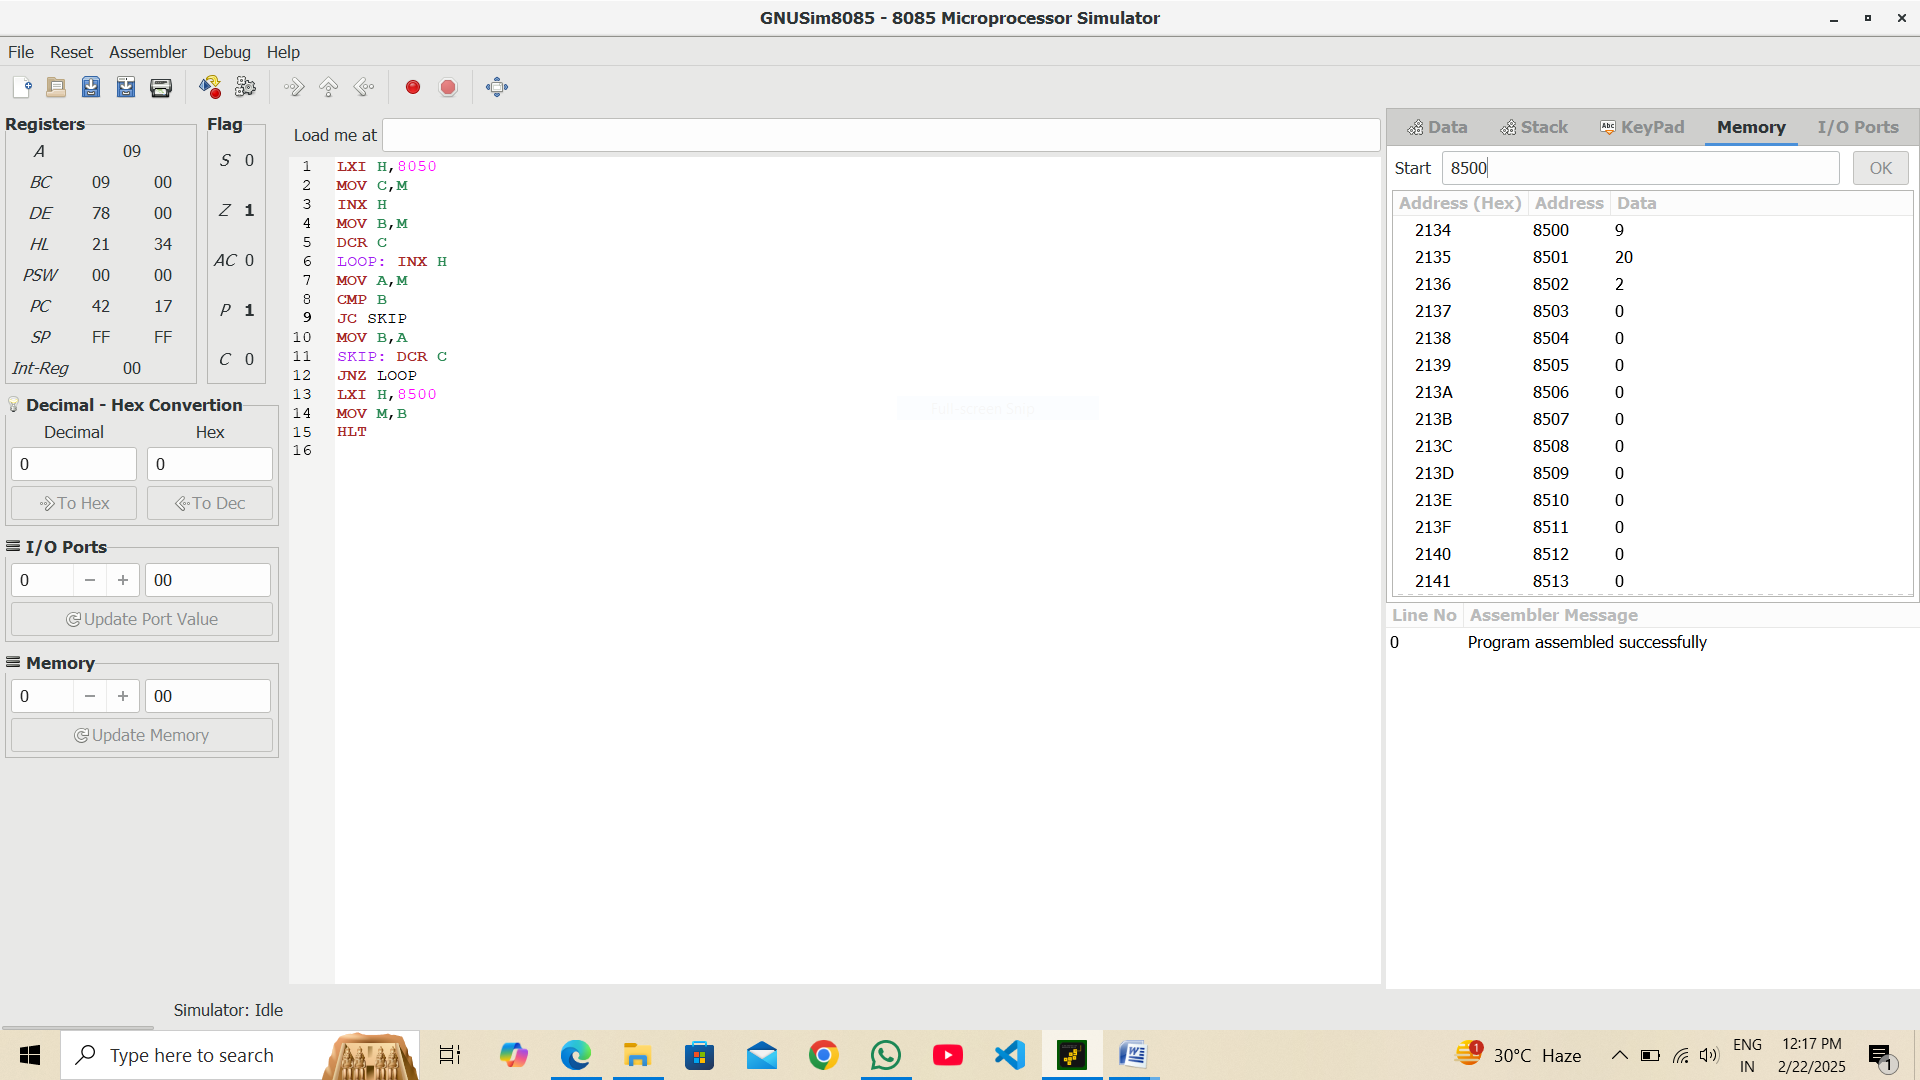 GNUSim8085 - 8085 Microprocessor Simulator
File Reset Assembler Debug Help
Registers
A 09
BC 09 00
DE 78 00
HL 21 34
PSW 00 00
PC 42 17
SP FF FF
Int-Reg 00
Flag
S 0
Z 1
AC 0
P 1
C 0
Decimal - Hex Convertion
Decimal Hex
0 0
To Hex To Dec
I/O Ports
0 − + 00
Update Port Value
Memory
0 − + 00
Update Memory
Load me at
1 LXI H,8050
2 MOV C,M
3 INX H
4 MOV B,M
5 DCR C
6 LOOP: INX H
7 MOV A,M
8 CMP B
9 JC SKIP
10 MOV B,A
11 SKIP: DCR C
12 JNZ LOOP
13 LXI H,8500
14 MOV M,B
15 HLT
16
Data Stack Abc KeyPad Memory I/O Ports
Start 8500 OK
Address (Hex) Address Data
2134 8500 9
2135 8501 20
2136 8502 2
2137 8503 0
2138 8504 0
2139 8505 0
213A 8506 0
213B 8507 0
213C 8508 0
213D 8509 0
213E 8510 0
213F 8511 0
2140 8512 0
2141 8513 0
Line No Assembler Message
0 Program assembled successfully
Simulator: Idle
Type here to search
1 30°C Haze
ENG
IN
12:17 PM
2/22/2025
1